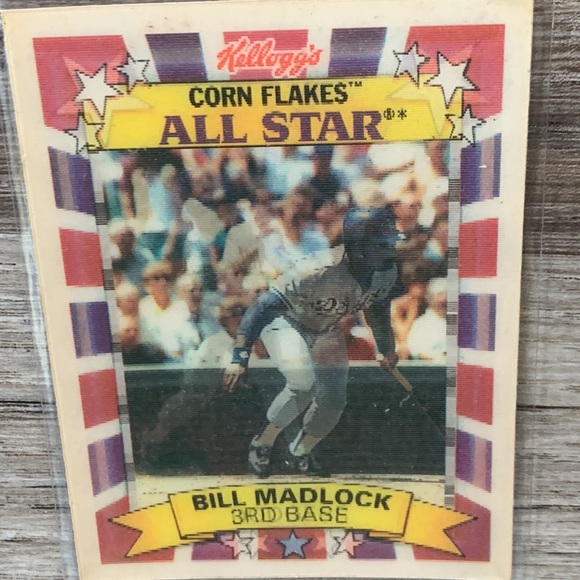 Kellogg's
CORN FLAKES™
ALL STAR®*
BILL MADLOCK
3RD BASE